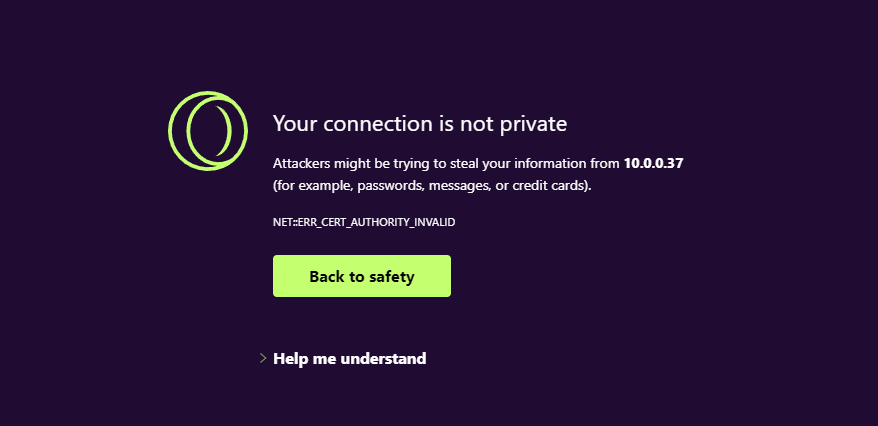 Your connection is not private
Attackers might be trying to steal your information from 10.0.0.37
(for example, passwords, messages, or credit cards).
NET::ERR_CERT_AUTHORITY_INVALID
Back to safety
Help me understand